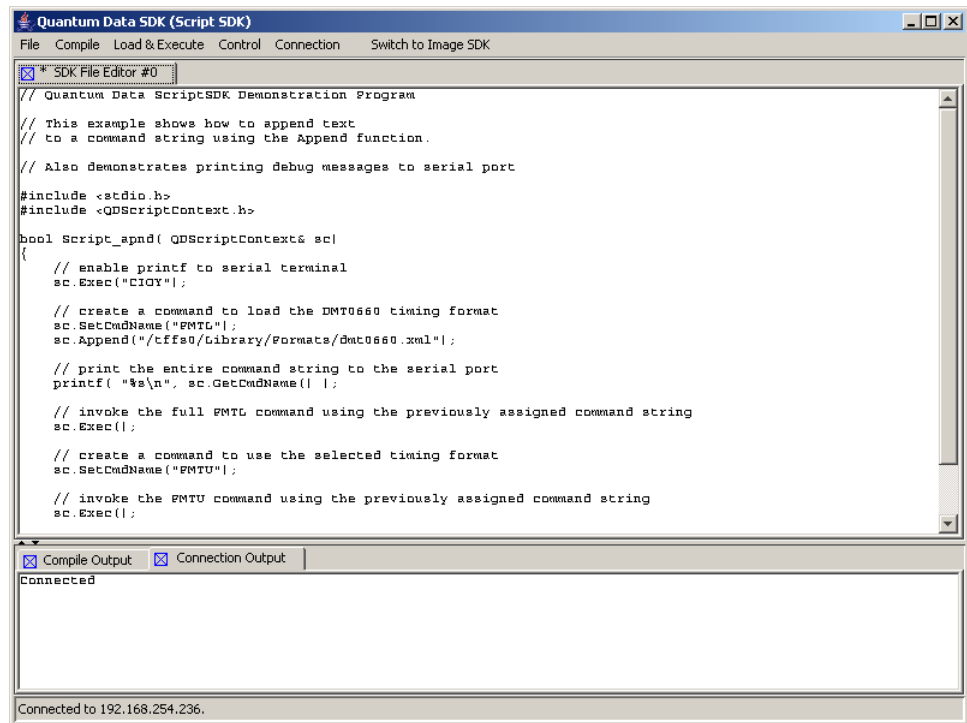 Quantum Data SDK (Script SDK)
File Compile Load & Execute Control Connection Switch to Image SDK
* SDK File Editor #0
// Quantum Data ScriptSDK Demonstration Program
// This example shows how to append text
// to a command string using the Append function.
// Also demonstrates printing debug messages to serial port
#include <stdio.h>
#include <QDScriptContext.h>
bool Script_apnd( QDScriptContext& sc)
{
// enable printf to serial terminal
sc.Exec("CIOY");
// create a command to load the DMT0660 timing format
sc.SetCmdName("FMTL");
sc.Append("/tffs0/Library/Formats/dmt0660.xml");
// print the entire command string to the serial port
printf( "%s\n", sc.GetCmdName() );
// invoke the full FMTL command using the previously assigned command string
sc.Exec();
// create a command to use the selected timing format
sc.SetCmdName("FMTU");
// invoke the FMTU command using the previously assigned command string
sc.Exec();
Compile Output Connection Output
Connected
Connected to 192.168.254.236.